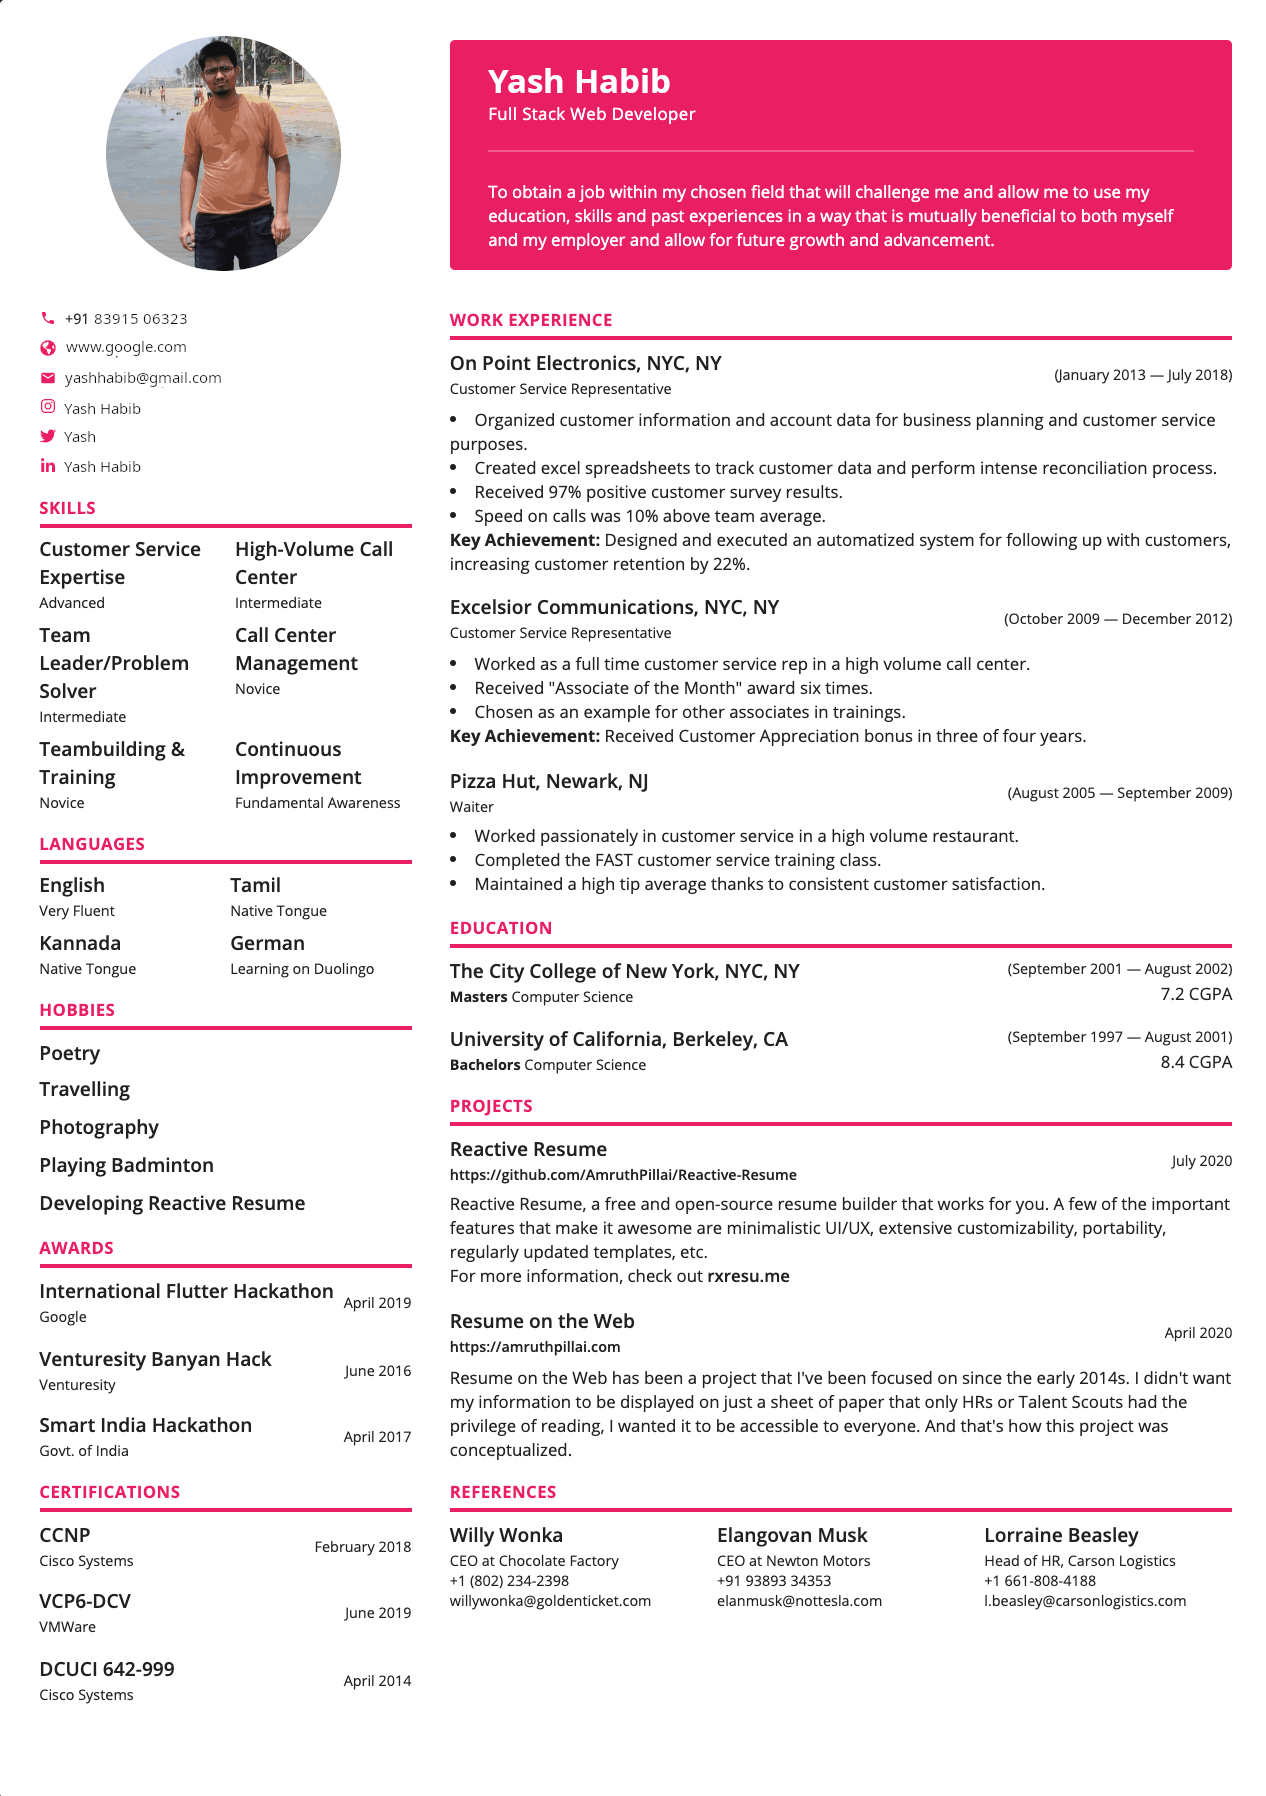 Yash Habib
Full Stack Web Developer
To obtain a job within my chosen field that will challenge me and allow me to use my
education, skills and past experiences in a way that is mutually beneficial to both myself
and my employer and allow for future growth and advancement.
+91 83915 06323
www.google.com
yashhabib@gmail.com
Yash Habib
Yash
Yash Habib
SKILLS
Customer Service
Expertise
Advanced
High-Volume Call
Center
Intermediate
Team
Leader/Problem
Solver
Intermediate
Call Center
Management
Novice
Teambuilding &
Training
Novice
Continuous
Improvement
Fundamental Awareness
LANGUAGES
English
Very Fluent
Tamil
Native Tongue
Kannada
Native Tongue
German
Learning on Duolingo
HOBBIES
Poetry
Travelling
Photography
Playing Badminton
Developing Reactive Resume
AWARDS
International Flutter Hackathon
Google
April 2019
Venturesity Banyan Hack
Venturesity
June 2016
Smart India Hackathon
Govt. of India
April 2017
CERTIFICATIONS
CCNP
Cisco Systems
February 2018
VCP6-DCV
VMWare
June 2019
DCUCI 642-999
Cisco Systems
April 2014
WORK EXPERIENCE
On Point Electronics, NYC, NY
Customer Service Representative
(January 2013 — July 2018)
• Organized customer information and account data for business planning and customer service
purposes.
• Created excel spreadsheets to track customer data and perform intense reconciliation process.
• Received 97% positive customer survey results.
• Speed on calls was 10% above team average.
Key Achievement: Designed and executed an automatized system for following up with customers,
increasing customer retention by 22%.
Excelsior Communications, NYC, NY
Customer Service Representative
(October 2009 — December 2012)
• Worked as a full time customer service rep in a high volume call center.
• Received "Associate of the Month" award six times.
• Chosen as an example for other associates in trainings.
Key Achievement: Received Customer Appreciation bonus in three of four years.
Pizza Hut, Newark, NJ
Waiter
(August 2005 — September 2009)
• Worked passionately in customer service in a high volume restaurant.
• Completed the FAST customer service training class.
• Maintained a high tip average thanks to consistent customer satisfaction.
EDUCATION
The City College of New York, NYC, NY
Masters Computer Science
(September 2001 — August 2002)
7.2 CGPA
University of California, Berkeley, CA
Bachelors Computer Science
(September 1997 — August 2001)
8.4 CGPA
PROJECTS
Reactive Resume
https://github.com/AmruthPillai/Reactive-Resume
July 2020
Reactive Resume, a free and open-source resume builder that works for you. A few of the important
features that make it awesome are minimalistic UI/UX, extensive customizability, portability,
regularly updated templates, etc.
For more information, check out rxresu.me
Resume on the Web
https://amruthpillai.com
April 2020
Resume on the Web has been a project that I've been focused on since the early 2014s. I didn't want
my information to be displayed on just a sheet of paper that only HRs or Talent Scouts had the
privilege of reading, I wanted it to be accessible to everyone. And that's how this project was
conceptualized.
REFERENCES
Willy Wonka
CEO at Chocolate Factory
+1 (802) 234-2398
willywonka@goldenticket.com
Elangovan Musk
CEO at Newton Motors
+91 93893 34353
elanmusk@nottesla.com
Lorraine Beasley
Head of HR, Carson Logistics
+1 661-808-4188
l.beasley@carsonlogistics.com